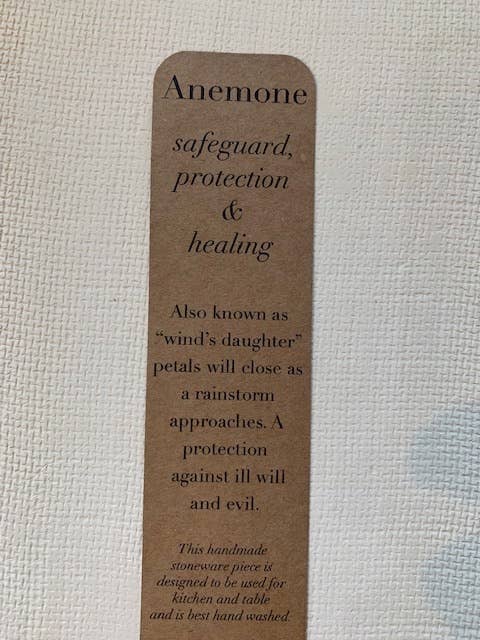 Anemone
safeguard,
protection
&
healing
Also known as
“wind’s daughter”
petals will close as
a rainstorm
approaches. A
protection
against ill will
and evil.
This handmade
stoneware piece is
designed to be used for
kitchen and table
and is best hand washed.